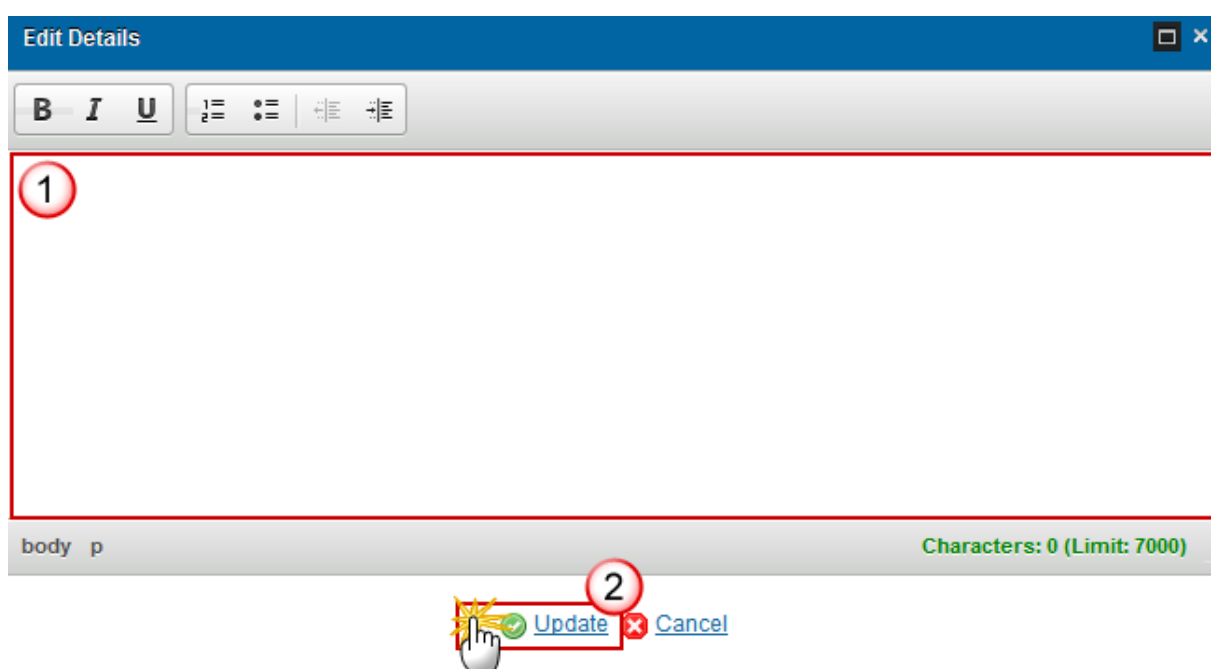 Edit Details
B I U
1
body p
Characters: 0 (Limit: 7000)
2
Update Cancel